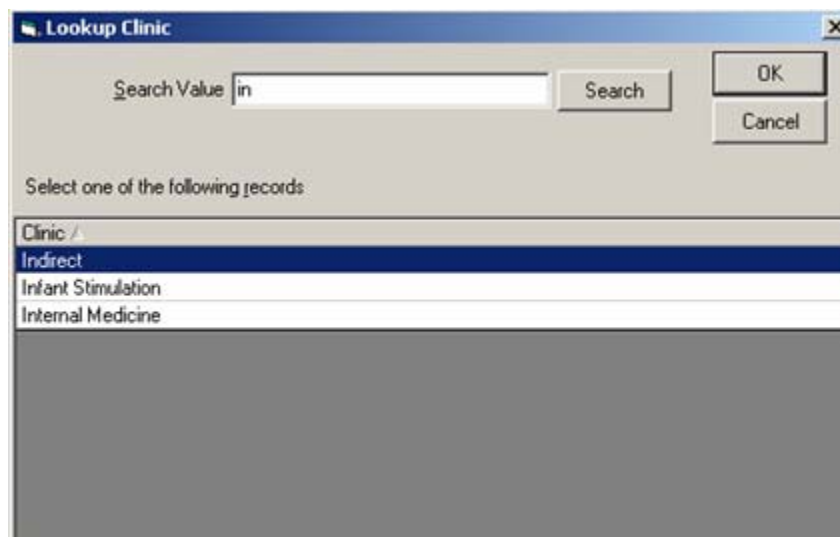 Lookup Clinic
Search Value in Search OK
Cancel
Select one of the following records
Clinic
Indirect
Infant Stimulation
Internal Medicine